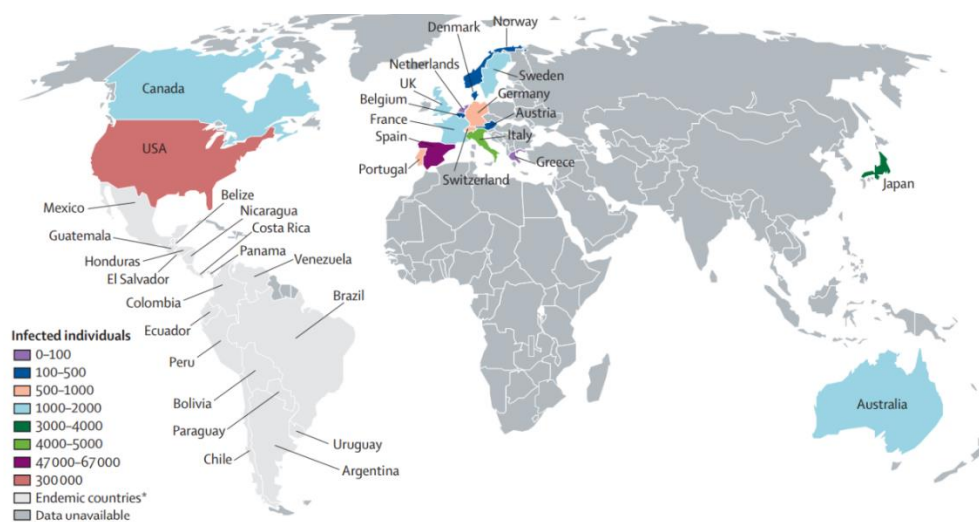 Norway
Denmark
Netherlands
Sweden
UK
Germany
Canada
Belgium
Austria
France
USA
Spain
Italy
Portugal
Greece
Switzerland
Japan
Belize
Mexico
Nicaragua
Costa Rica
Guatemala
Panama
Honduras
Venezuela
El Salvador
Colombia
Brazil
Ecuador
Infected individuals
0–100
Peru
100–500
500–1000
Bolivia
1000–2000
Australia
3000–4000
Paraguay
4000–5000
Uruguay
47 000–67 000
Chile
Argentina
300 000
Endemic countries*
Data unavailable